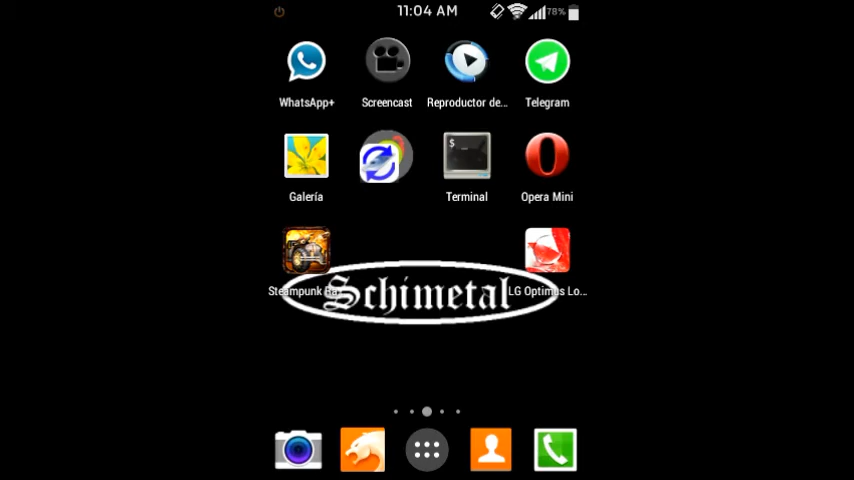 11:04 AM 78%
WhatsApp+ Screencast Reproductor de... Telegram
$
Galería Terminal Opera Mini
Schimetal
Steampunk LG Optimus Lo...